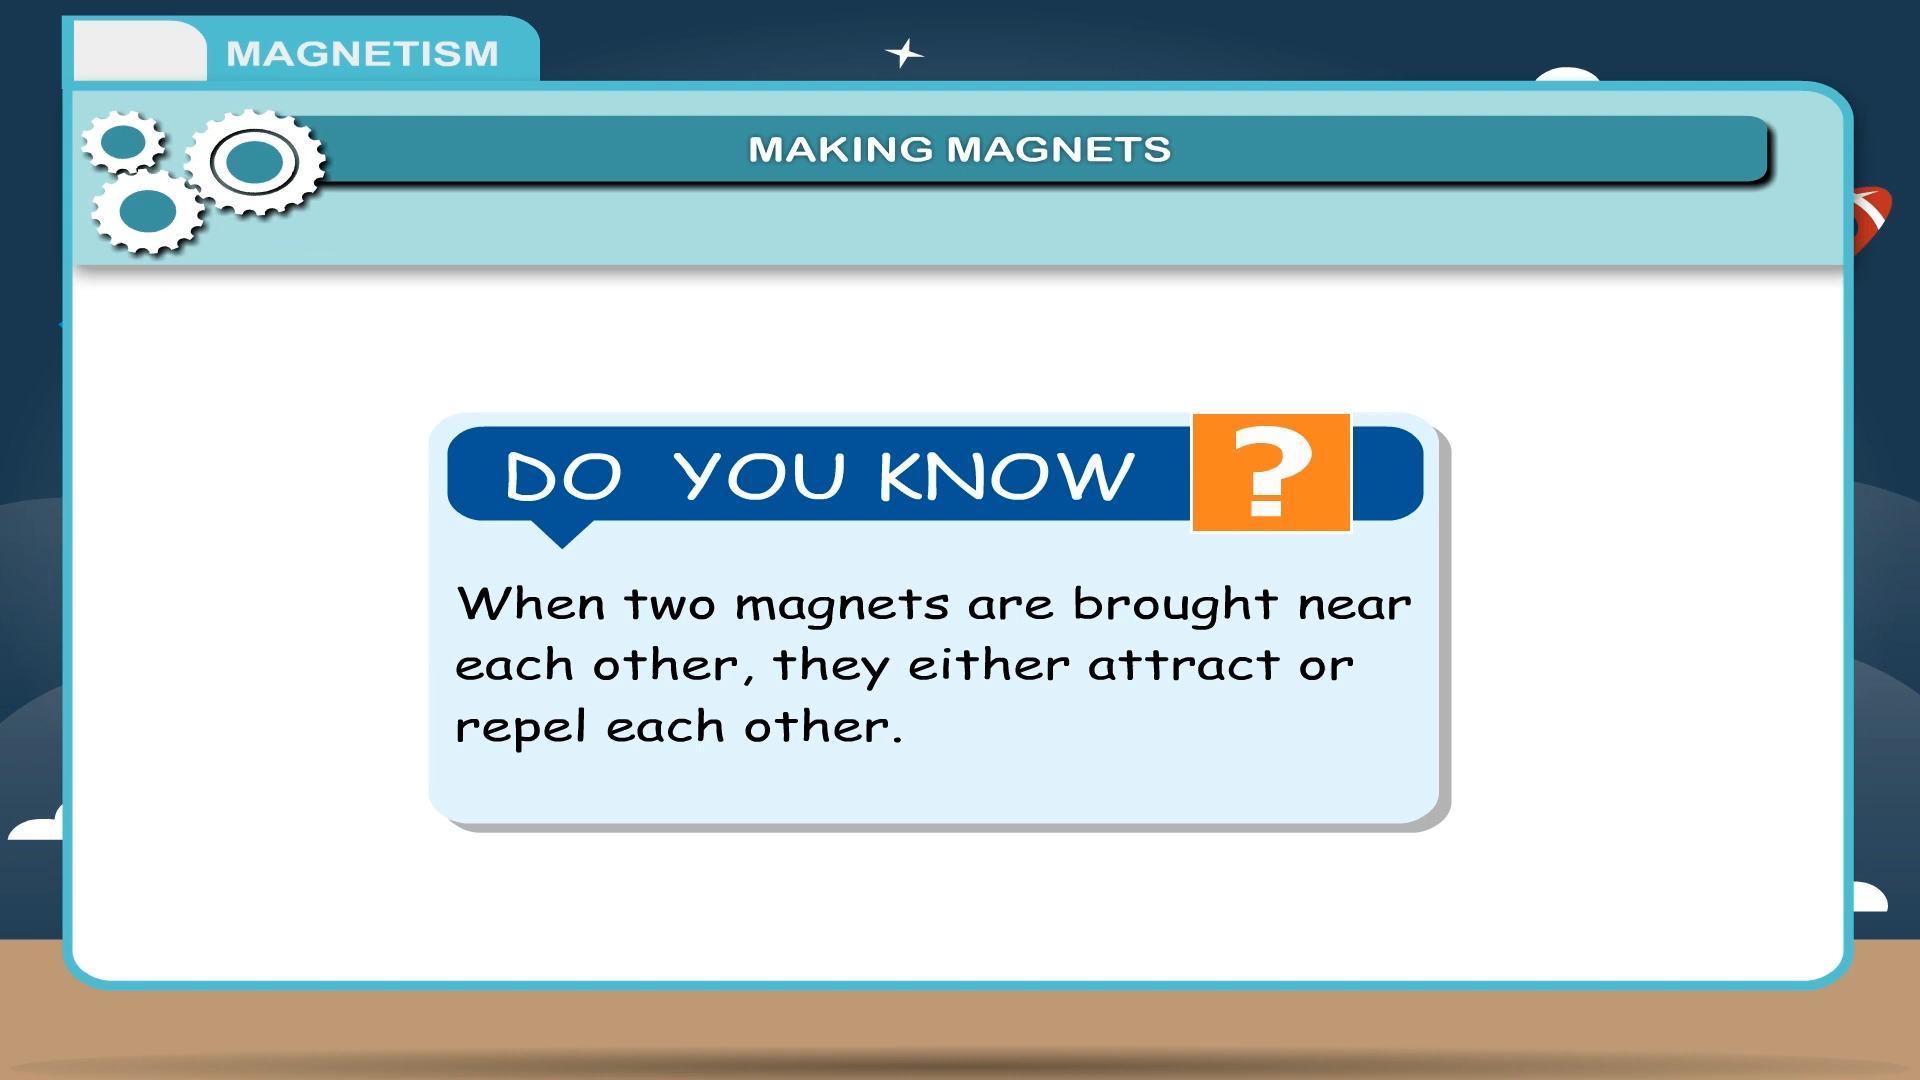 MAGNETISM
MAKING MAGNETS
DO YOU KNOW ?
When two magnets are brought near
each other, they either attract or
repel each other.